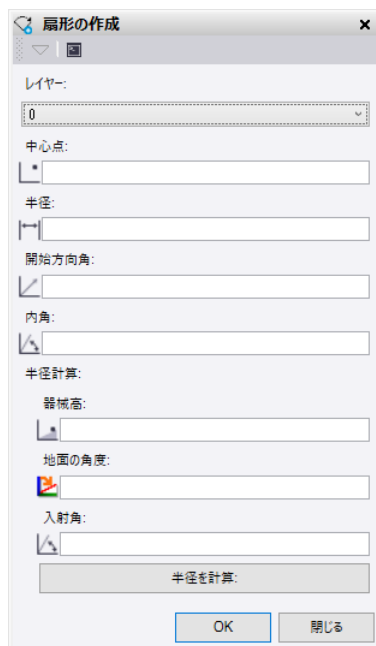 扇形の作成
レイヤー:
0
中心点:
半径:
開始方向角:
内角:
半径計算:
器械高:
地面の角度:
入射角:
半径を計算:
OK 閉じる